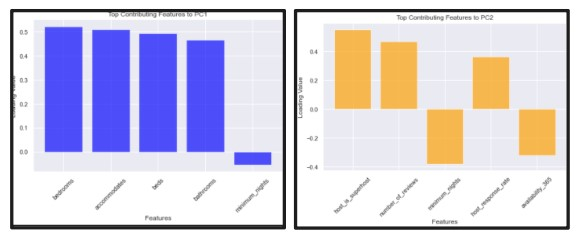 Top Contributing Features to PC1
0.5
0.4
0.3
0.2
0.1
0.0
Loading Value
bedrooms
accommodates
beds
bathrooms
minimum_nights
Features
Top Contributing Features to PC2
0.4
0.2
0.0
−0.2
−0.4
Loading Value
host_is_superhost
number_of_reviews
minimum_nights
host_response_rate
availability_365
Features